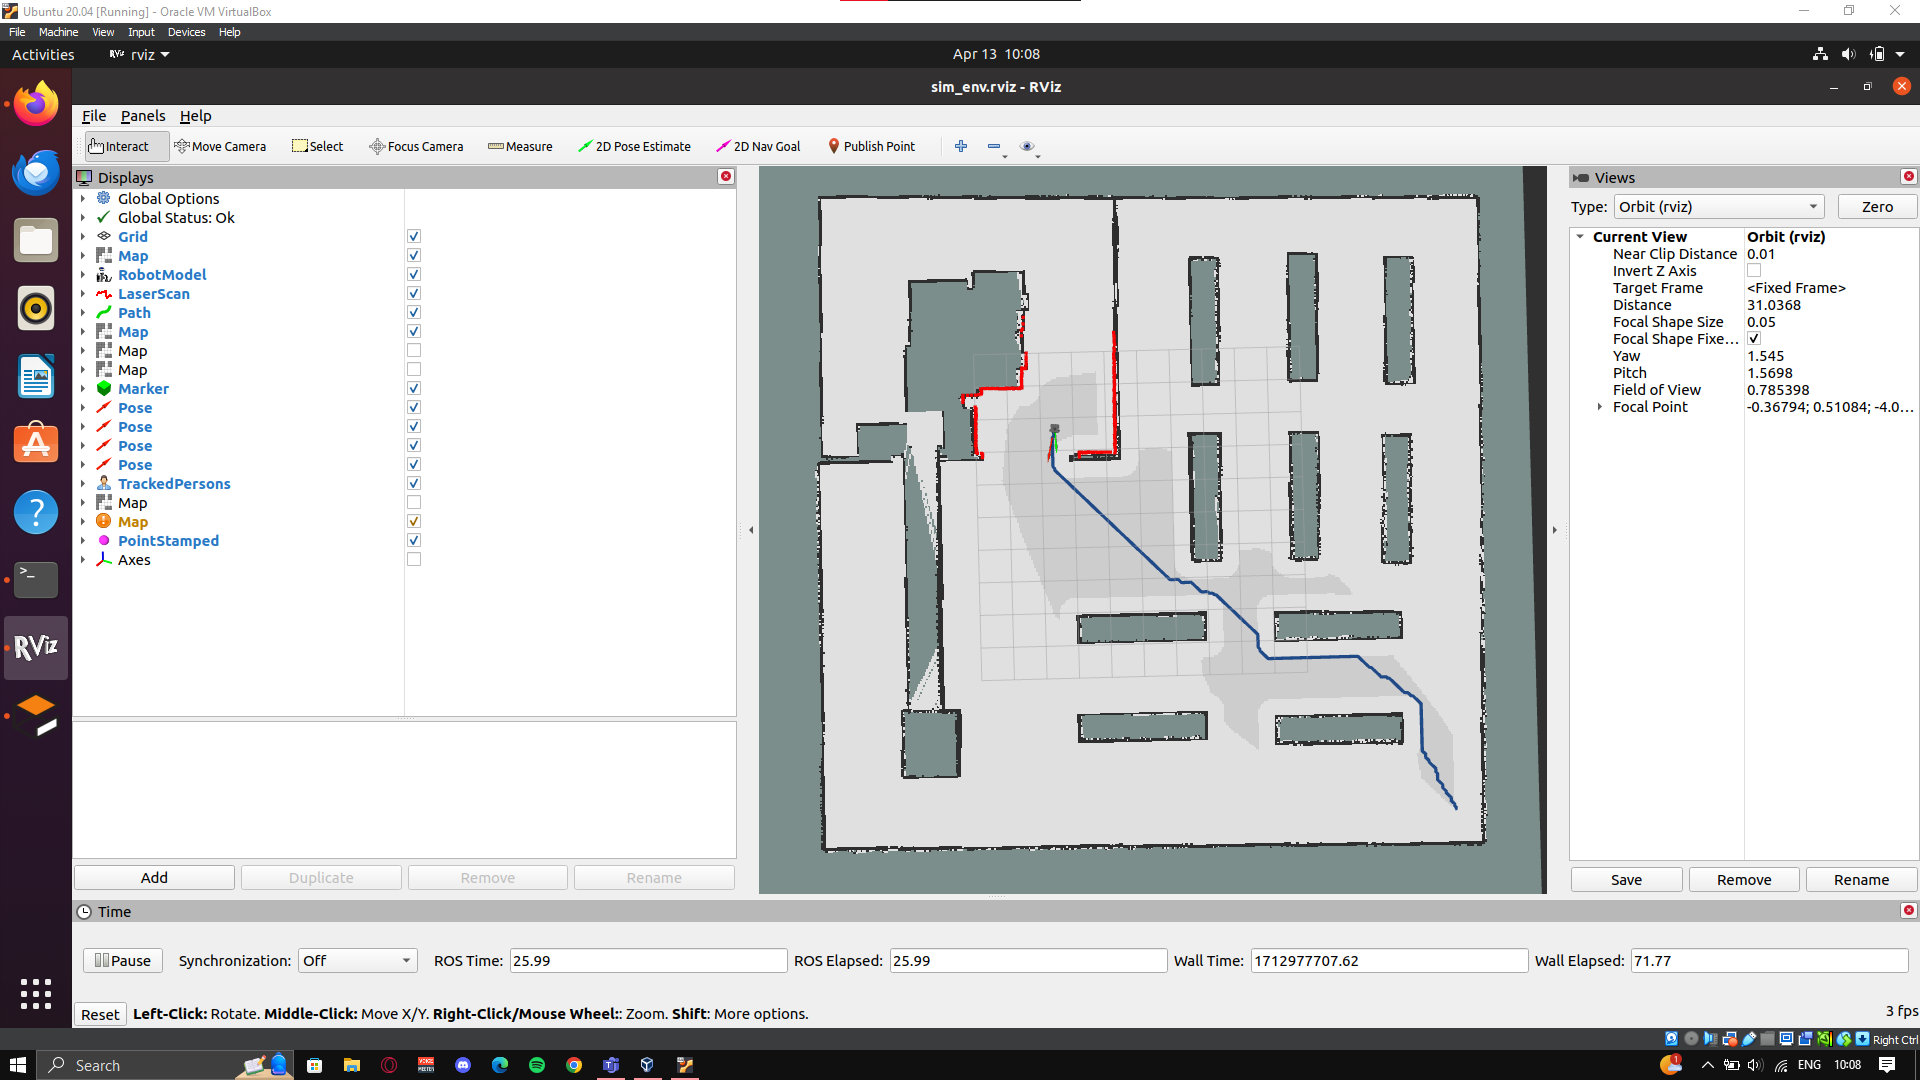 Ubuntu 20.04 [Running] - Oracle VM VirtualBox
File Machine View Input Devices Help
Activities RViz rviz Apr 13 10:08
sim_env.rviz - RViz
File Panels Help
Interact Move Camera Select Focus Camera Measure 2D Pose Estimate 2D Nav Goal Publish Point
Displays
Global Options
Global Status: Ok
Grid
Map
RobotModel
LaserScan
Path
Map
Map
Map
Marker
Pose
Pose
Pose
Pose
TrackedPersons
Map
Map
PointStamped
Axes
Add Duplicate Remove Rename
Views
Type: Orbit (rviz) Zero
Current View Orbit (rviz)
Near Clip Distance 0.01
Invert Z Axis
Target Frame <Fixed Frame>
Distance 31.0368
Focal Shape Size 0.05
Focal Shape Fixe...
Yaw 1.545
Pitch 1.5698
Field of View 0.785398
Focal Point -0.36794; 0.51084; -4.0...
Save Remove Rename
RViz
Time
Pause Synchronization: Off ROS Time: 25.99 ROS Elapsed: 25.99 Wall Time: 1712977707.62 Wall Elapsed: 71.77
Reset Left-Click: Rotate. Middle-Click: Move X/Y. Right-Click/Mouse Wheel:: Zoom. Shift: More options. 3 fps
Right Ctrl
Search 1 ENG 10:08